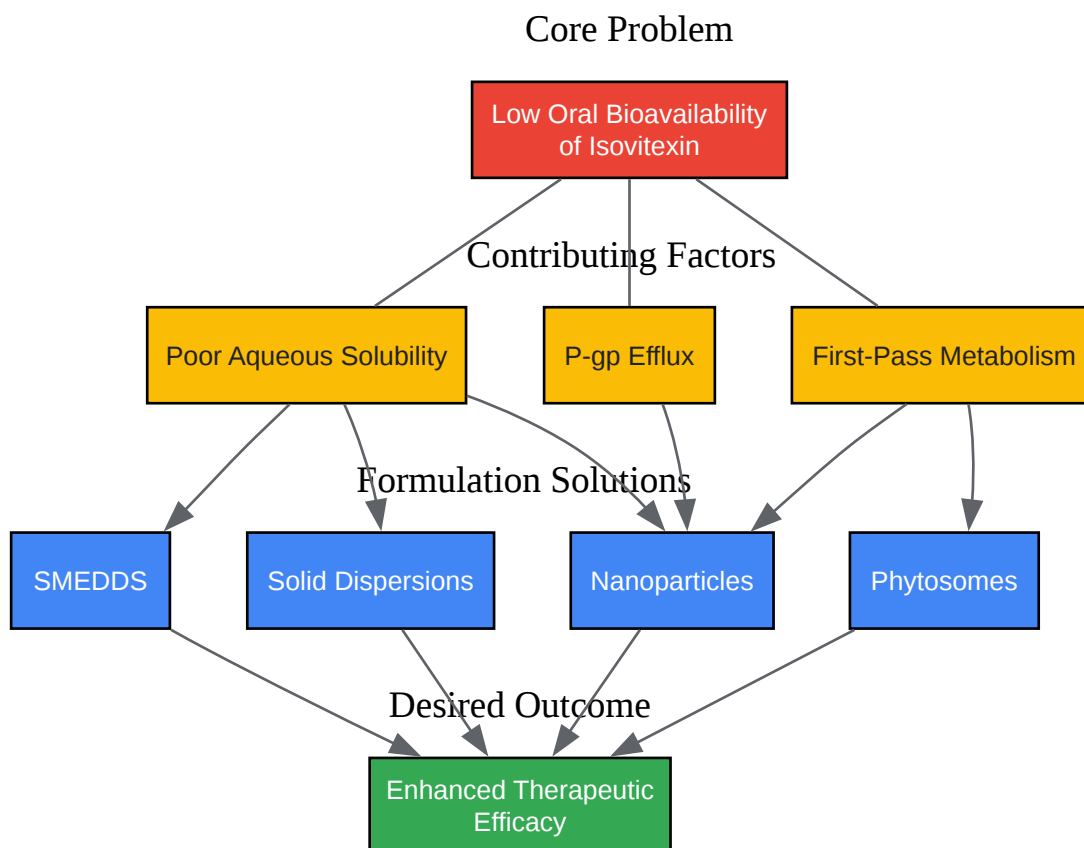 Core Problem
Low Oral Bioavailability
of Isovitexin
Contributing Factors
Poor Aqueous Solubility
P-gp Efflux
First-Pass Metabolism
Formulation Solutions
SMEDDS
Solid Dispersions
Nanoparticles
Phytosomes
Desired Outcome
Enhanced Therapeutic
Efficacy